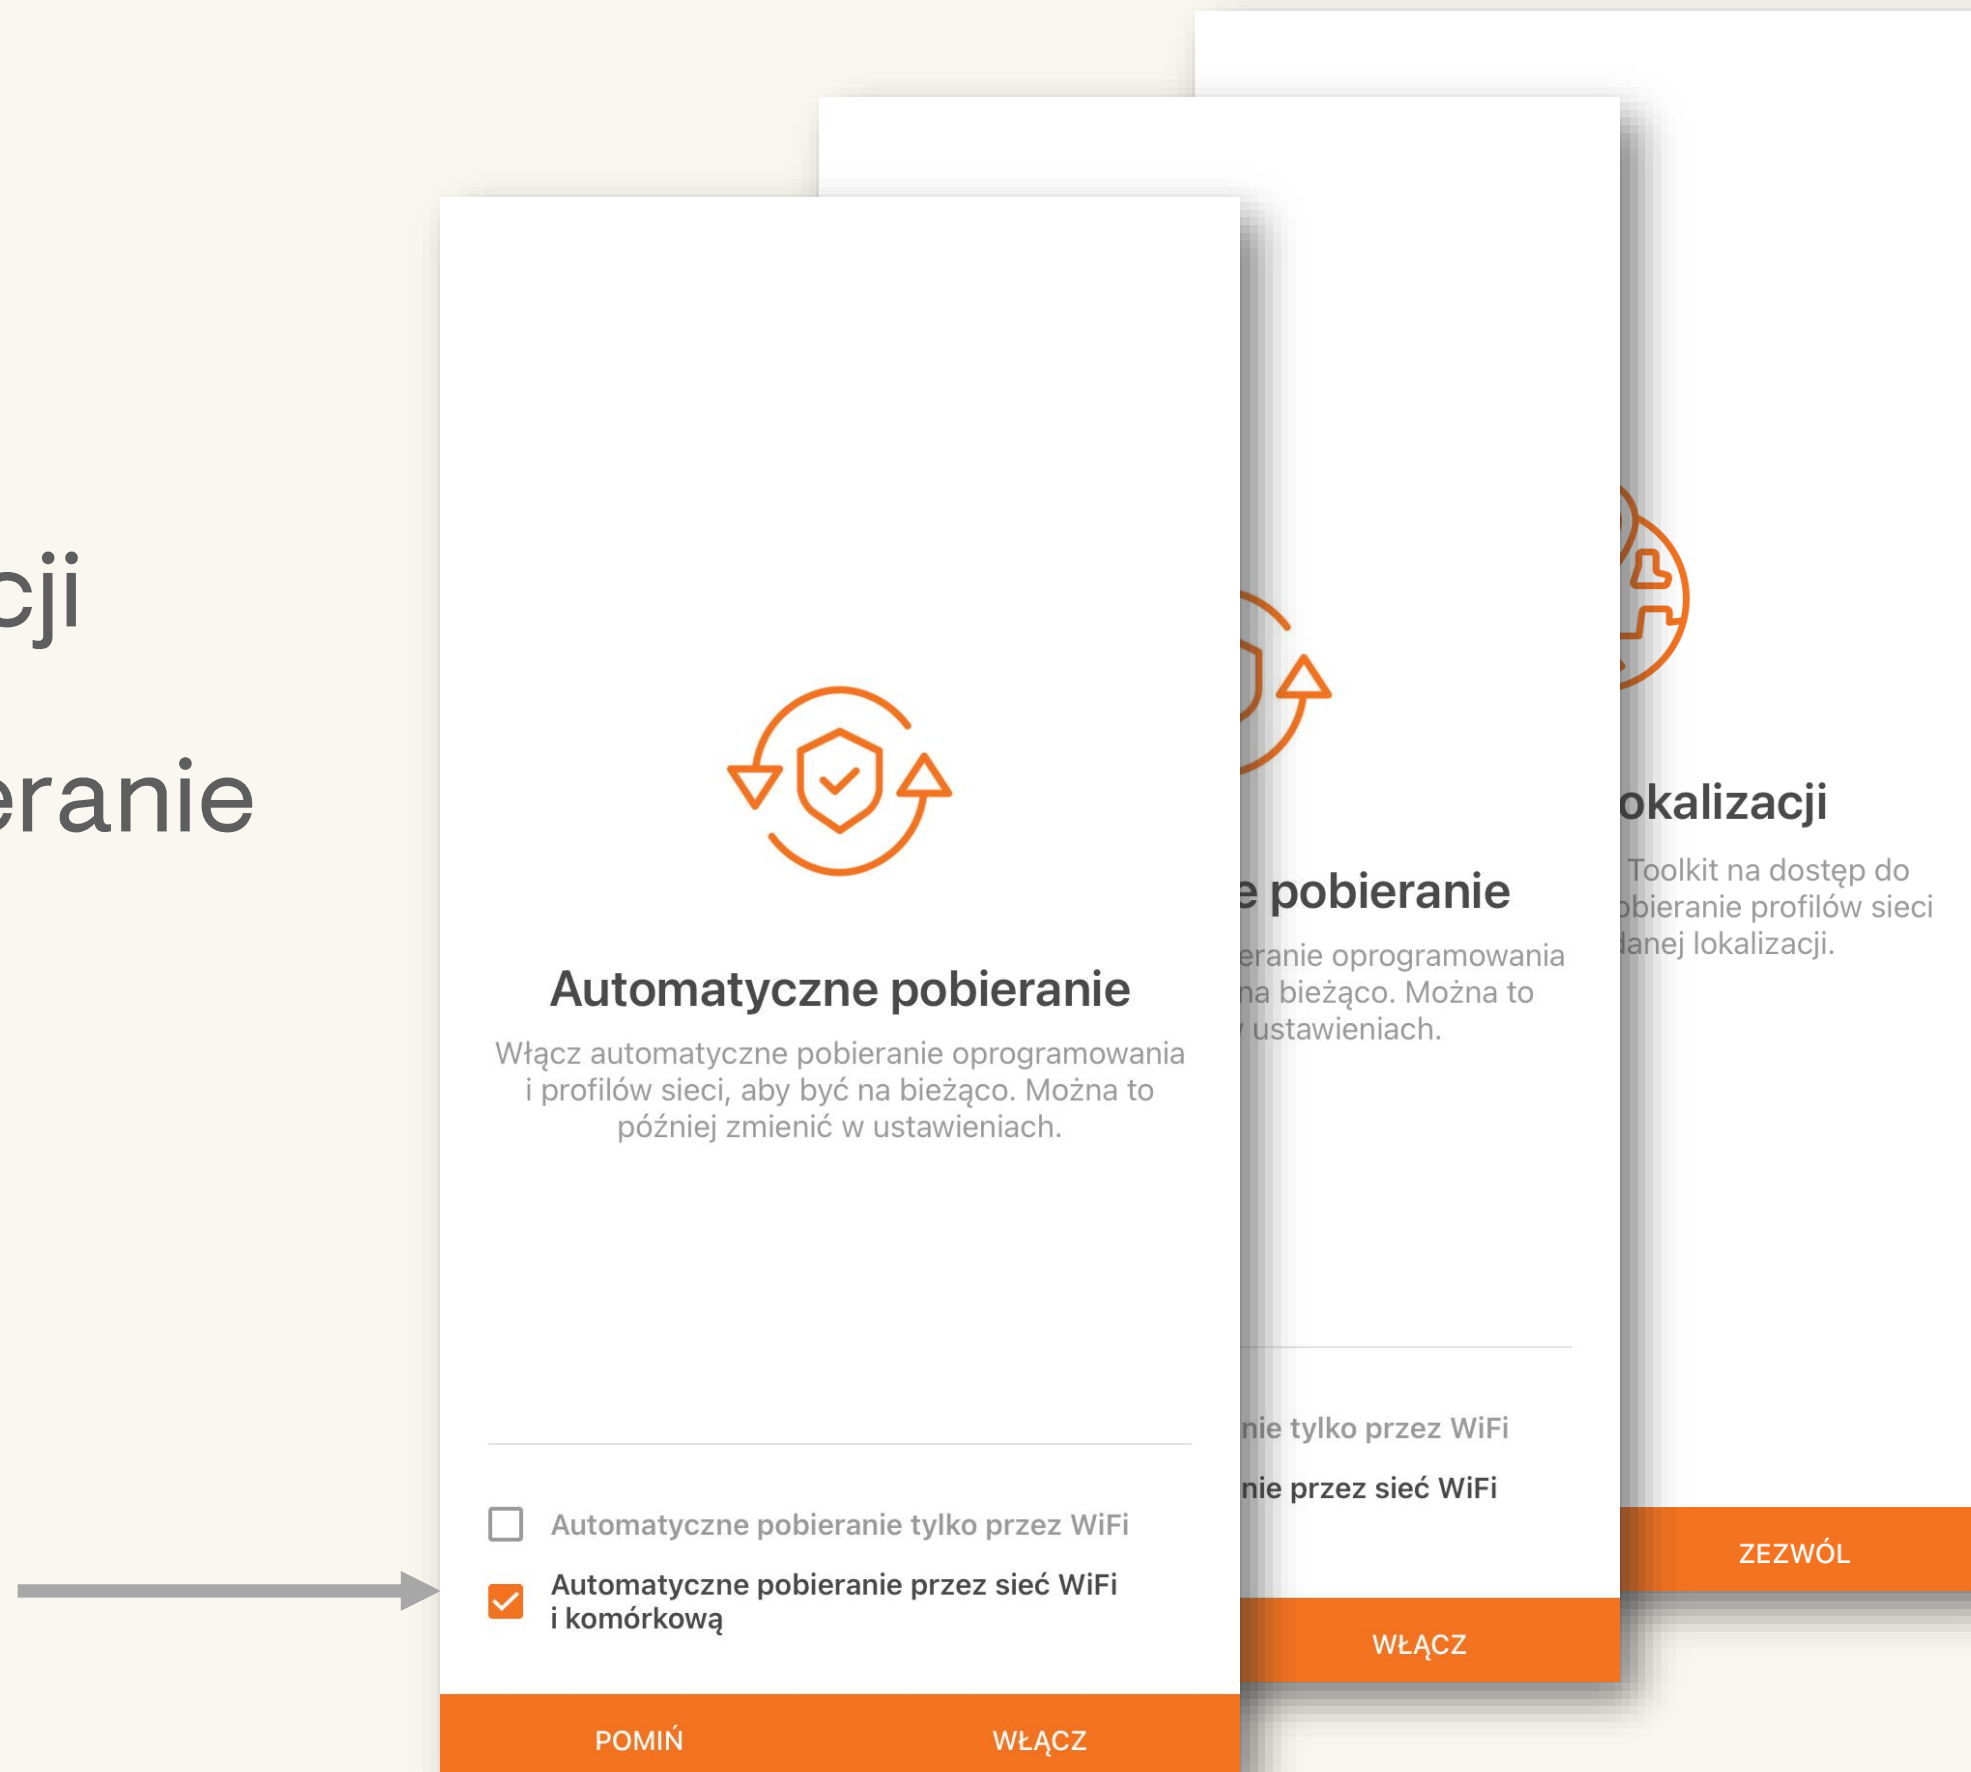 cji
eranie
Automatyczne pobieranie
Włącz automatyczne pobieranie oprogramowania
i profilów sieci, aby być na bieżąco. Można to
później zmienić w ustawieniach.
Automatyczne pobieranie tylko przez WiFi
Automatyczne pobieranie przez sieć WiFi
i komórkową
POMIŃ
WŁĄCZ
e pobieranie
eranie oprogramowania
na bieżąco. Można to
ustawieniach.
nie tylko przez WiFi
nie przez sieć WiFi
WŁĄCZ
okalizacji
Toolkit na dostęp do
obieranie profilów sieci
danej lokalizacji.
ZEZWÓL